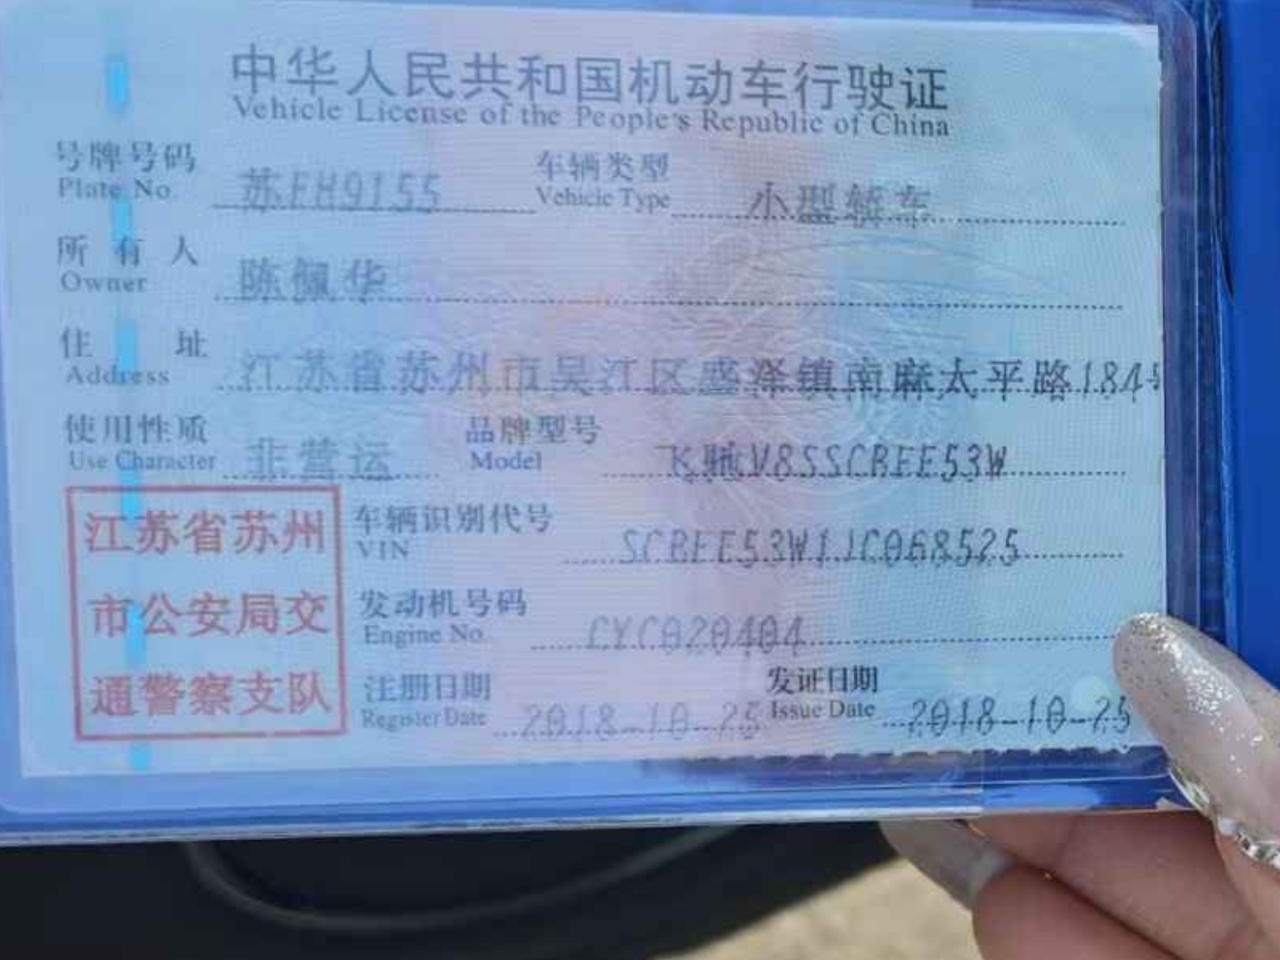 中华人民共和国机动车行驶证
Vehicle License of the People's Republic of China
号牌号码 苏FH9155 车辆类型 小型轿车
Plate No. Vehicle Type
所有人 陈佩华
Owner
住址 江苏省苏州市吴江区盛泽镇南麻太平路184号
Address
使用性质 非营运 品牌型号 飞驰V8SSCBFE53W
Use Character Model
江苏省苏州
市公安局交
通警察支队
车辆识别代号 SCBFE53W1JC068525
VIN
发动机号码 CYC020404
Engine No.
注册日期 2018-10-25 发证日期 2018-10-25
Register Date Issue Date